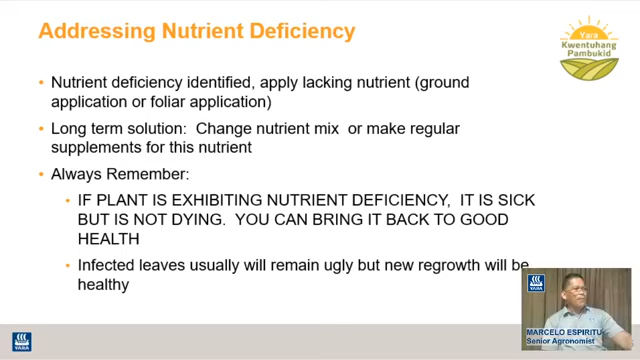 Addressing Nutrient Deficiency
Yara
Kwentuhang
Pambukid
• Nutrient deficiency identified, apply lacking nutrient (ground
application or foliar application)
• Long term solution: Change nutrient mix or make regular
supplements for this nutrient
• Always Remember:
• IF PLANT IS EXHIBITING NUTRIENT DEFICIENCY, IT IS SICK
BUT IS NOT DYING. YOU CAN BRING IT BACK TO GOOD
HEALTH
• Infected leaves usually will remain ugly but new regrowth will be
healthy
YARA
MARCELO ESPIRITU
Senior Agronomist
YARA